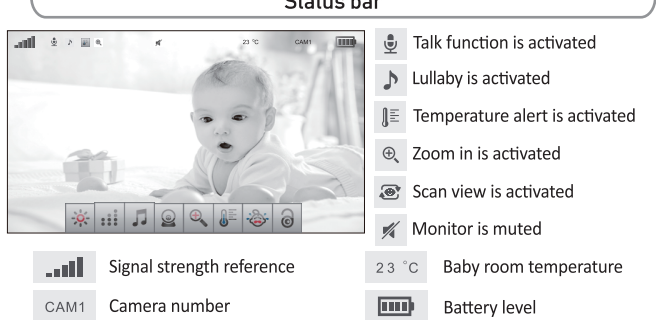 Status bar
23 °C CAM1
Talk function is activated
Lullaby is activated
Temperature alert is activated
Zoom in is activated
Scan view is activated
Monitor is muted
Signal strength reference
23 °C Baby room temperature
CAM1 Camera number
Battery level